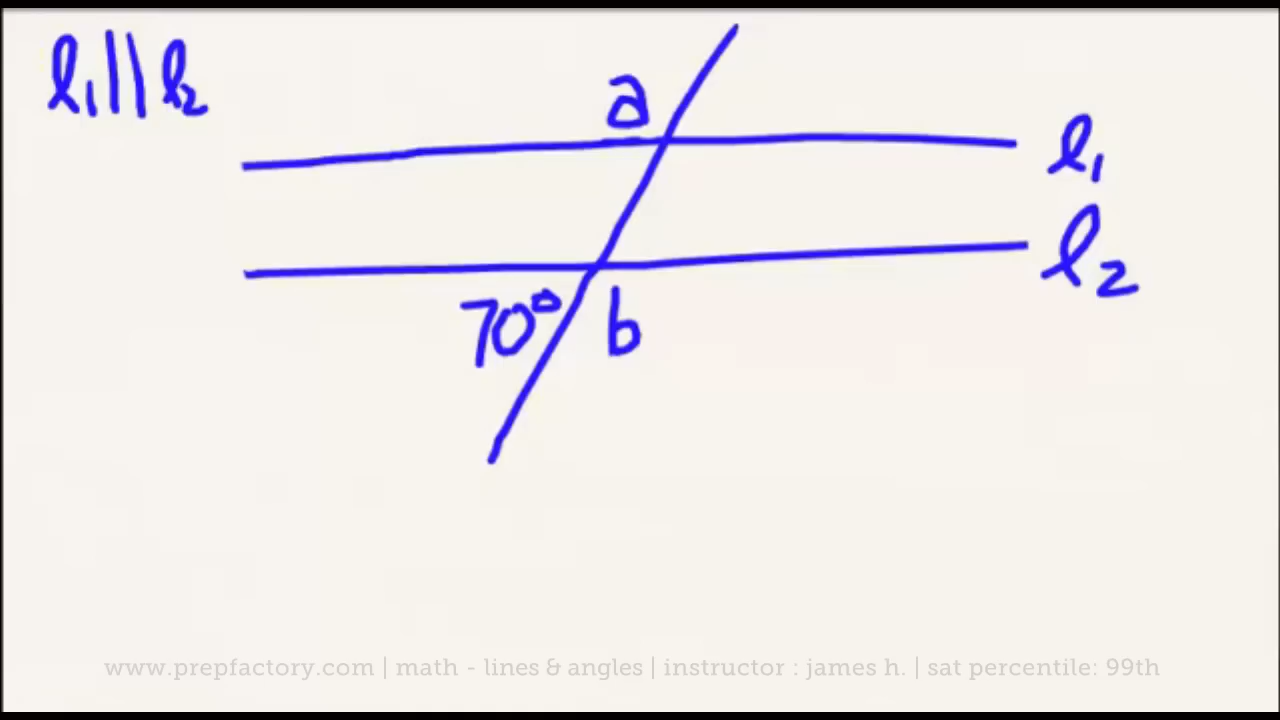 l₁ || l₂
a
l₁
l₂
70° b
www.prepfactory.com | math - lines & angles | instructor : james h. | sat percentile: 99th